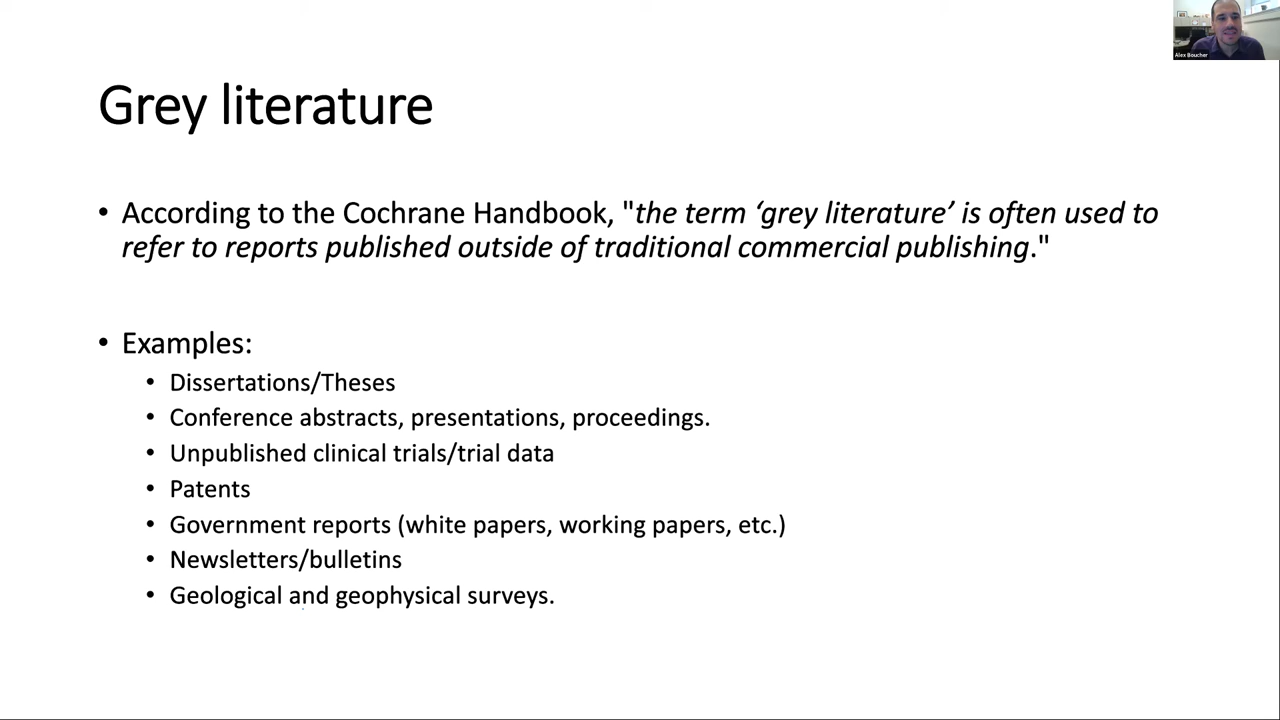 Alex Boucher
Grey literature
• According to the Cochrane Handbook, "the term ‘grey literature’ is often used to
refer to reports published outside of traditional commercial publishing."
• Examples:
• Dissertations/Theses
• Conference abstracts, presentations, proceedings.
• Unpublished clinical trials/trial data
• Patents
• Government reports (white papers, working papers, etc.)
• Newsletters/bulletins
• Geological and geophysical surveys.